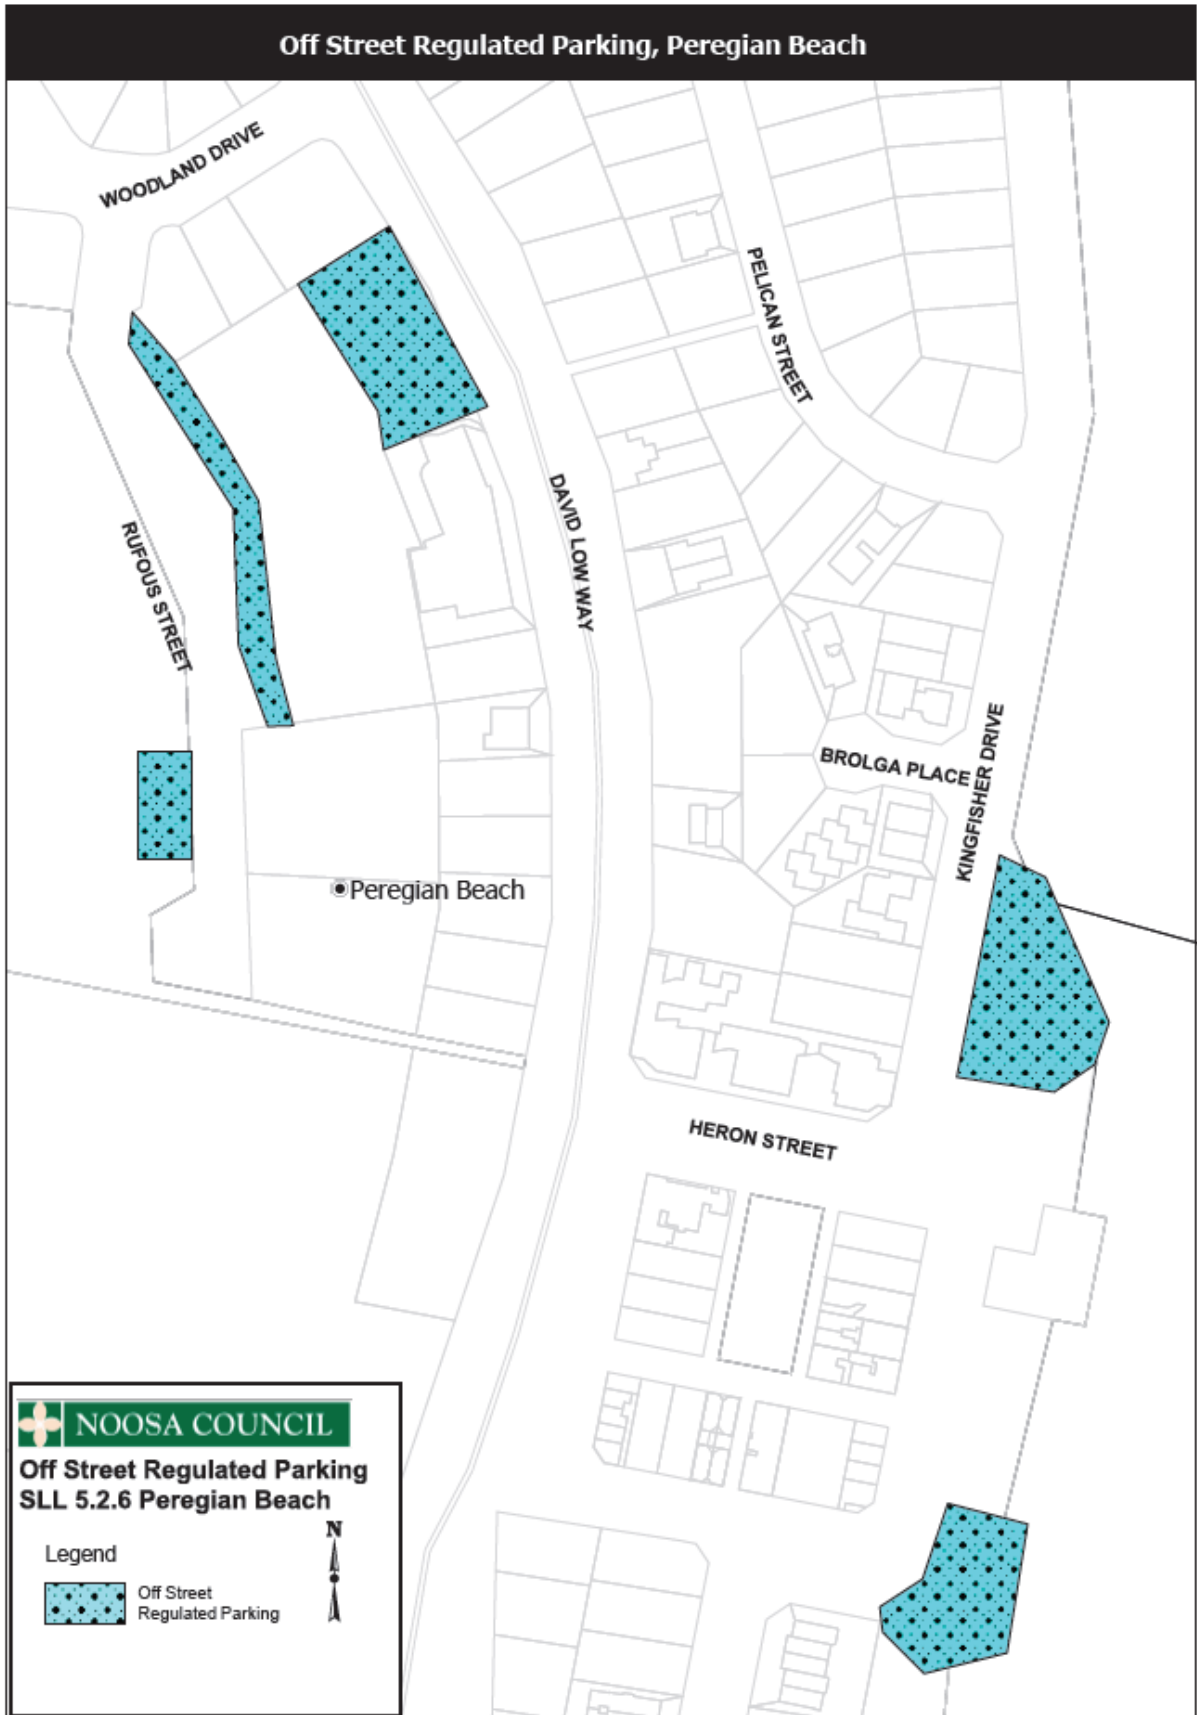 Off Street Regulated Parking, Peregian Beach
WOODLAND DRIVE
PELICAN STREET
DAVID LOW WAY
RUFOUS STREET
BROLGA PLACE
KINGFISHER DRIVE
Peregian Beach
HERON STREET
NOOSA COUNCIL
Off Street Regulated Parking
SLL 5.2.6 Peregian Beach
N
Legend
Off Street
Regulated Parking